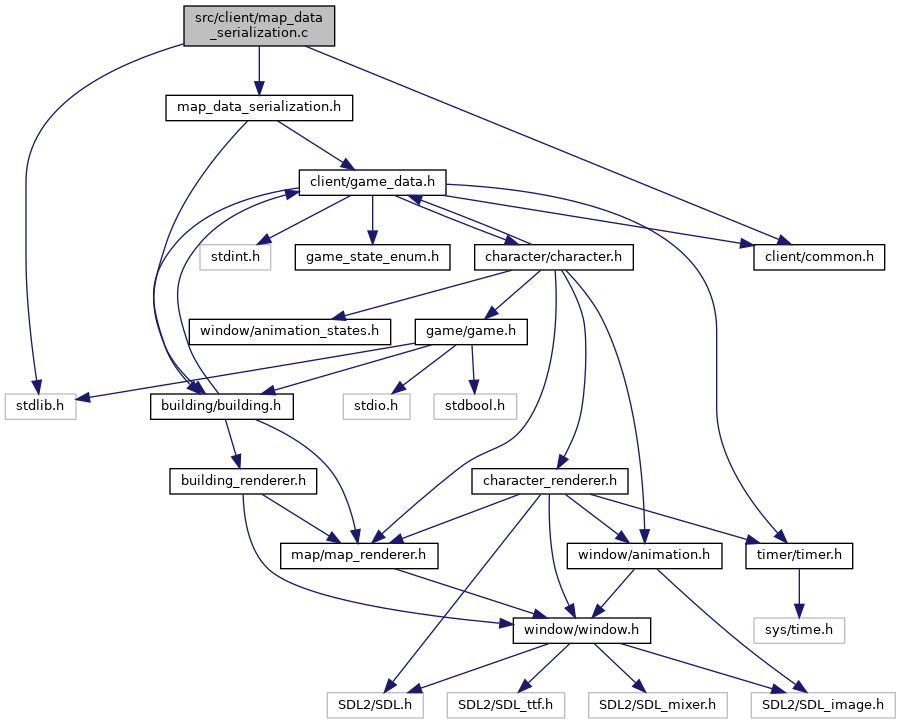 src/client/map_data
_serialization.c
map_data_serialization.h
client/game_data.h
stdint.h
game_state_enum.h
character/character.h
client/common.h
window/animation_states.h
game/game.h
stdlib.h
building/building.h
stdio.h
stdbool.h
building_renderer.h
character_renderer.h
map/map_renderer.h
window/animation.h
timer/timer.h
window/window.h
sys/time.h
SDL2/SDL.h
SDL2/SDL_ttf.h
SDL2/SDL_mixer.h
SDL2/SDL_image.h